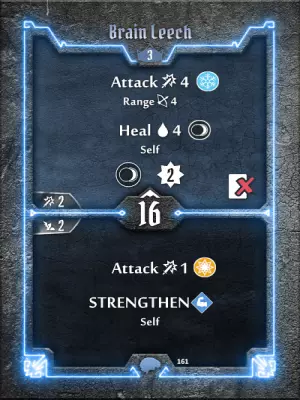 Brain Leech
3
Attack 4
Range 4
Heal 4
Self
2
2
16
2
Attack 1
STRENGTHEN
Self
161